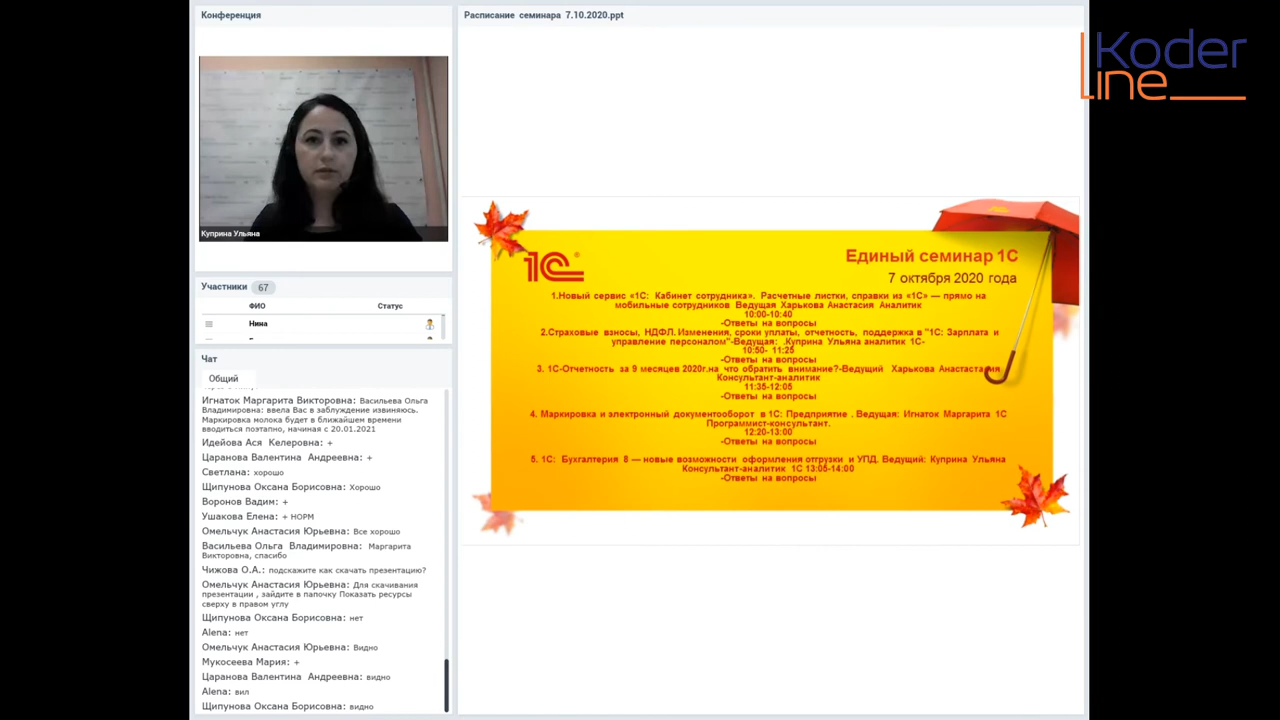 Конференция
Расписание семинара 7.10.2020.ppt
Koder
Line
Куприна Ульяна
Участники 67
ФИО Статус
Нина
Чат
Общий
Игнаток Маргарита Викторовна: Васильева Ольга
Владимировна: ввела Вас в заблуждение извиняюсь.
Маркировка молока будет в ближайшем времени
вводиться поэтапно, начиная с 20.01.2021
Идейова Ася Келеровна: +
Царанова Валентина Андреевна: +
Светлана: хорошо
Щипунова Оксана Борисовна: Хорошо
Воронов Вадим: +
Ушакова Елена: + НОРМ
Омельчук Анастасия Юрьевна: Все хорошо
Васильева Ольга Владимировна: Маргарита
Викторовна, спасибо
Чижова О.А.: подскажите как скачать презентацию?
Омельчук Анастасия Юрьевна: Для скачивания
презентации , зайдите в папочку Показать ресурсы
сверху в правом углу
Щипунова Оксана Борисовна: нет
Alena: нет
Омельчук Анастасия Юрьевна: Видно
Мукосеева Мария: +
Царанова Валентина Андреевна: видно
Alena: вил
Щипунова Оксана Борисовна: видно
1С
Единый семинар 1С
7 октября 2020 года
1.Новый сервис «1С: Кабинет сотрудника». Расчетные листки, справки из «1С» — прямо на
мобильные сотрудников Ведущая Харькова Анастасия Аналитик
10:00-10:40
-Ответы на вопросы
2.Страховые взносы, НДФЛ. Изменения, сроки уплаты, отчетность, поддержка в "1С: Зарплата и
управление персоналом"-Ведущая: .Куприна Ульяна аналитик 1С-
10:50- 11:25
-Ответы на вопросы
3. 1С-Отчетность за 9 месяцев 2020г.на что обратить внимание?-Ведущий Харькова Анастастия
Консультант-аналитик
11:35-12:05
-Ответы на вопросы
4. Маркировка и электронный документооборот в 1С: Предприятие . Ведущая: Игнаток Маргарита 1С
Программист-консультант.
12:20-13:00
-Ответы на вопросы
5. 1С: Бухгалтерия 8 — новые возможности оформления отгрузки и УПД. Ведущий: Куприна Ульяна
Консультант-аналитик 1С 13:05-14:00
-Ответы на вопросы